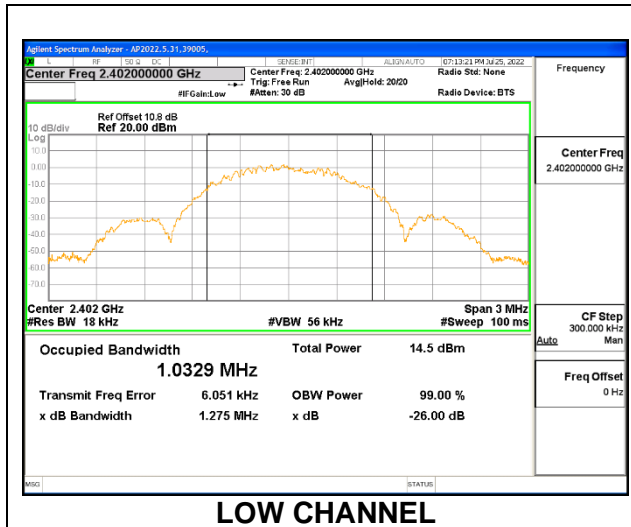 Agilent Spectrum Analyzer - AP2022.5.31,39005,
L RF 50 Ω DC SENSE:INT ALIGNAUTO 07:13:21 PM Jul 25, 2022
Center Freq 2.402000000 GHz Center Freq: 2.402000000 GHz Radio Std: None Frequency
Trig: Free Run Avg|Hold: 20/20
#IFGain:Low #Atten: 30 dB Radio Device: BTS
Ref Offset 10.8 dB
10 dB/div Ref 20.00 dBm
Log
10.0
0.00
-10.0
-20.0
-30.0
-40.0
-50.0
-60.0
-70.0
Center Freq
2.402000000 GHz
Center 2.402 GHz Span 3 MHz
#Res BW 18 kHz #VBW 56 kHz #Sweep 100 ms
CF Step
300.000 kHz
Auto Man
Occupied Bandwidth Total Power 14.5 dBm
1.0329 MHz
Freq Offset
0 Hz
Transmit Freq Error 6.051 kHz OBW Power 99.00 %
x dB Bandwidth 1.275 MHz x dB -26.00 dB
MSG STATUS
LOW CHANNEL